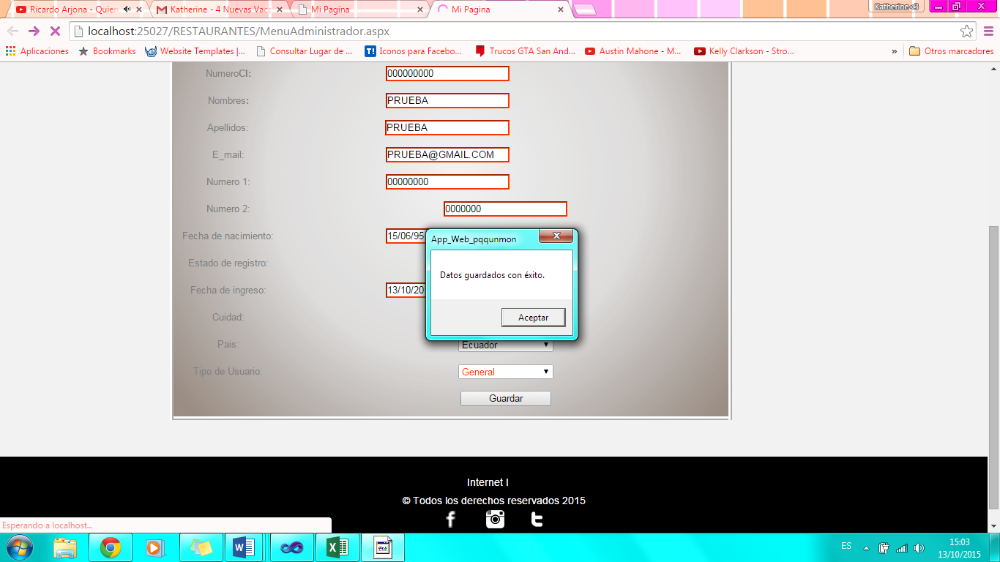 Ricardo Arjona - Quier
Katherine - 4 Nuevas Vaca
Mi Pagina
Mi Pagina
Katherine<3
localhost:25027/RESTAURANTES/MenuAdministrador.aspx
Aplicaciones
Bookmarks
Website Templates |...
Consultar Lugar de ...
T!
Iconos para Facebo...
Trucos GTA San And...
Austin Mahone - M...
Kelly Clarkson - Stro...
»
Otros marcadores
NumeroCI:
000000000
Nombres:
PRUEBA
Apellidos:
PRUEBA
E_mail:
PRUEBA@GMAIL.COM
Numero 1:
00000000
Numero 2:
0000000
Fecha de nacimiento:
15/06/95
Estado de registro:
Fecha de ingreso:
13/10/20
Cuidad:
Pais:
Ecuador
Tipo de Usuario:
General
Guardar
App_Web_pqqunmon
Datos guardados con éxito.
Aceptar
Internet I
© Todos los derechos reservados 2015
Esperando a localhost...
ES
15:03
13/10/2015